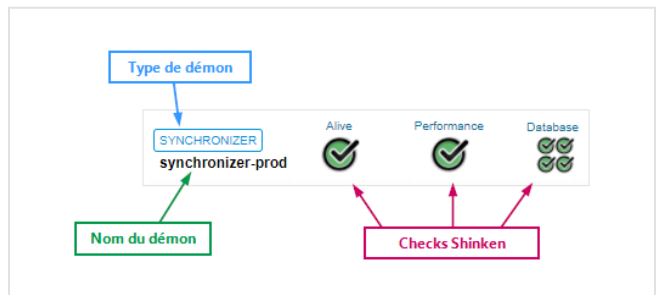 Type de démon
Alive
Performance
Database
SYNCHRONIZER
synchronizer-prod
Nom du démon
Checks Shinken